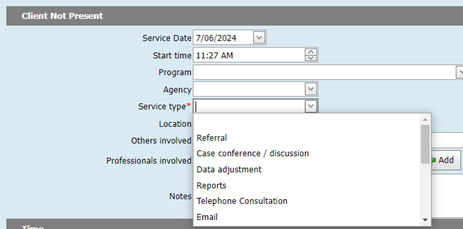 Client Not Present
Service Date 7/06/2024
Start time 11:27 AM
Program
Agency
Service type*
Location
Others involved
Professionals involved Add
Notes
Referral
Case conference / discussion
Data adjustment
Reports
Telephone Consultation
Email
Time